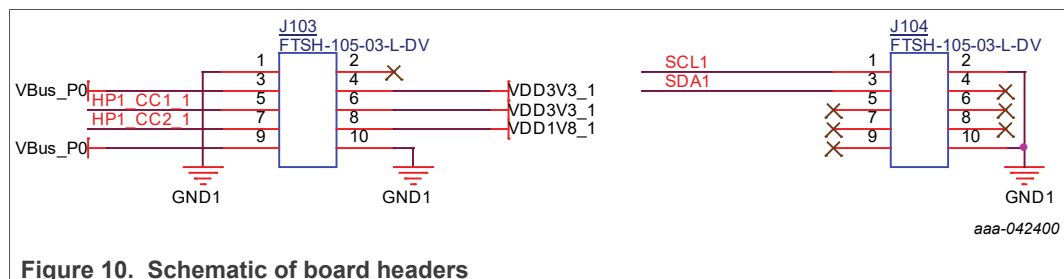 J103
FTSH-105-03-L-DV
1 2
3 4
5 6
7 8
9 10
VBus_P0
HP1_CC1_1
HP1_CC2_1
VBus_P0
VDD3V3_1
VDD3V3_1
VDD1V8_1
GND1
GND1
J104
FTSH-105-03-L-DV
SCL1
SDA1
1 2
3 4
5 6
7 8
9 10
GND1
aaa-042400
Figure 10. Schematic of board headers